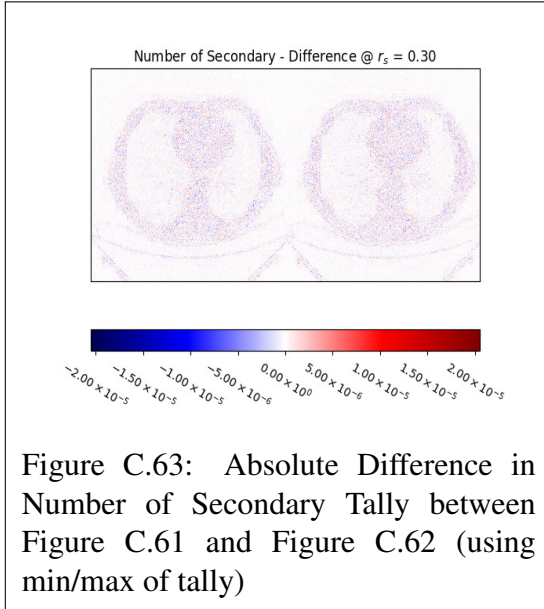 Number of Secondary - Difference @ r_s = 0.30
−2.00 × 10⁻⁵
−1.50 × 10⁻⁵
−1.00 × 10⁻⁵
−5.00 × 10⁻⁶
0.00 × 10⁰
5.00 × 10⁻⁶
1.00 × 10⁻⁵
1.50 × 10⁻⁵
2.00 × 10⁻⁵
Figure C.63: Absolute Difference in
Number of Secondary Tally between
Figure C.61 and Figure C.62 (using
min/max of tally)